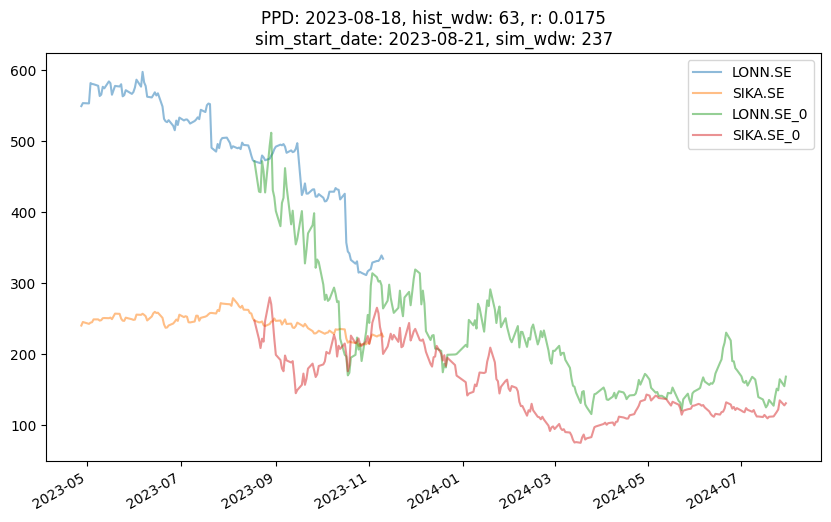 PPD: 2023-08-18, hist_wdw: 63, r: 0.0175
sim_start_date: 2023-08-21, sim_wdw: 237
LONN.SE
SIKA.SE
LONN.SE_0
SIKA.SE_0
600
500
400
300
200
100
2023-05
2023-07
2023-09
2023-11
2024-01
2024-03
2024-05
2024-07